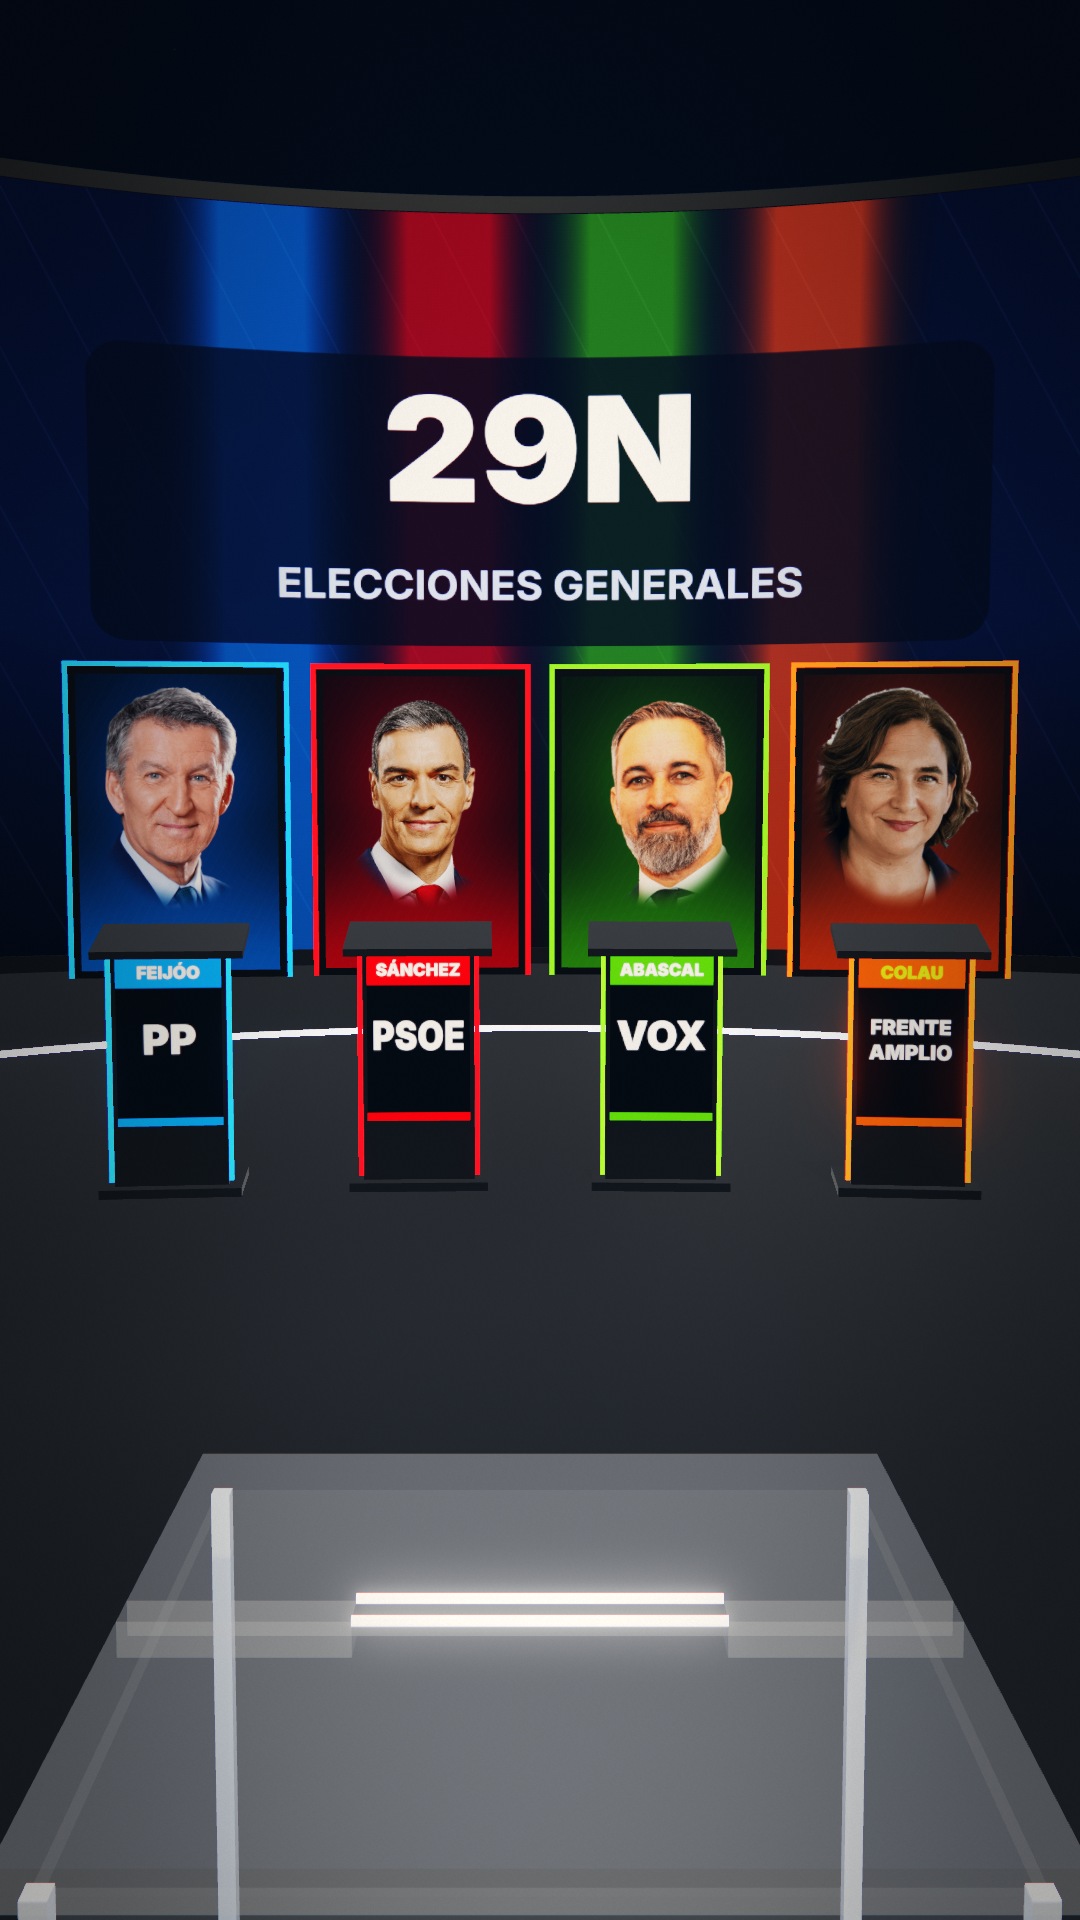 29N
ELECCIONES GENERALES
FEIJÓO
SÁNCHEZ
ABASCAL
COLAU
PP
PSOE
VOX
FRENTE
AMPLIO